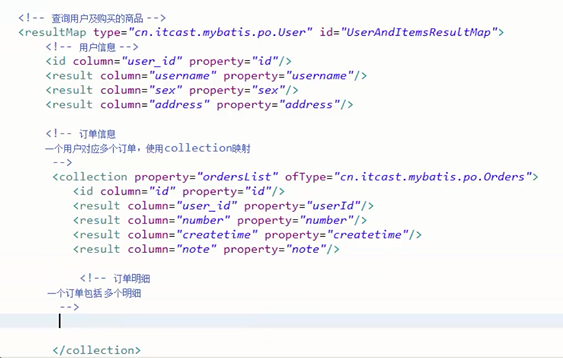 <!-- 查询用户及购买的商品 -->
<resultMap type="cn.itcast.mybatis.po.User" id="UserAndItemsResultMap">
<!-- 用户信息 -->
<id column="user_id" property="id"/>
<result column="username" property="username"/>
<result column="sex" property="sex"/>
<result column="address" property="address"/>
<!-- 订单信息
一个用户对应多个订单，使用collection映射
-->
<collection property="ordersList" ofType="cn.itcast.mybatis.po.Orders">
<id column="id" property="id"/>
<result column="user_id" property="userId"/>
<result column="number" property="number"/>
<result column="createtime" property="createtime"/>
<result column="note" property="note"/>
<!-- 订单明细
一个订单包括 多个明细
-->
</collection>